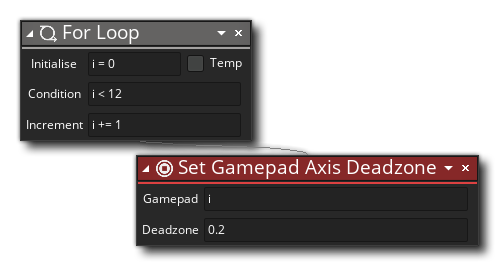 For Loop
Initialise i = 0 Temp
Condition i < 12
Increment i += 1
Set Gamepad Axis Deadzone
Gamepad i
Deadzone 0.2